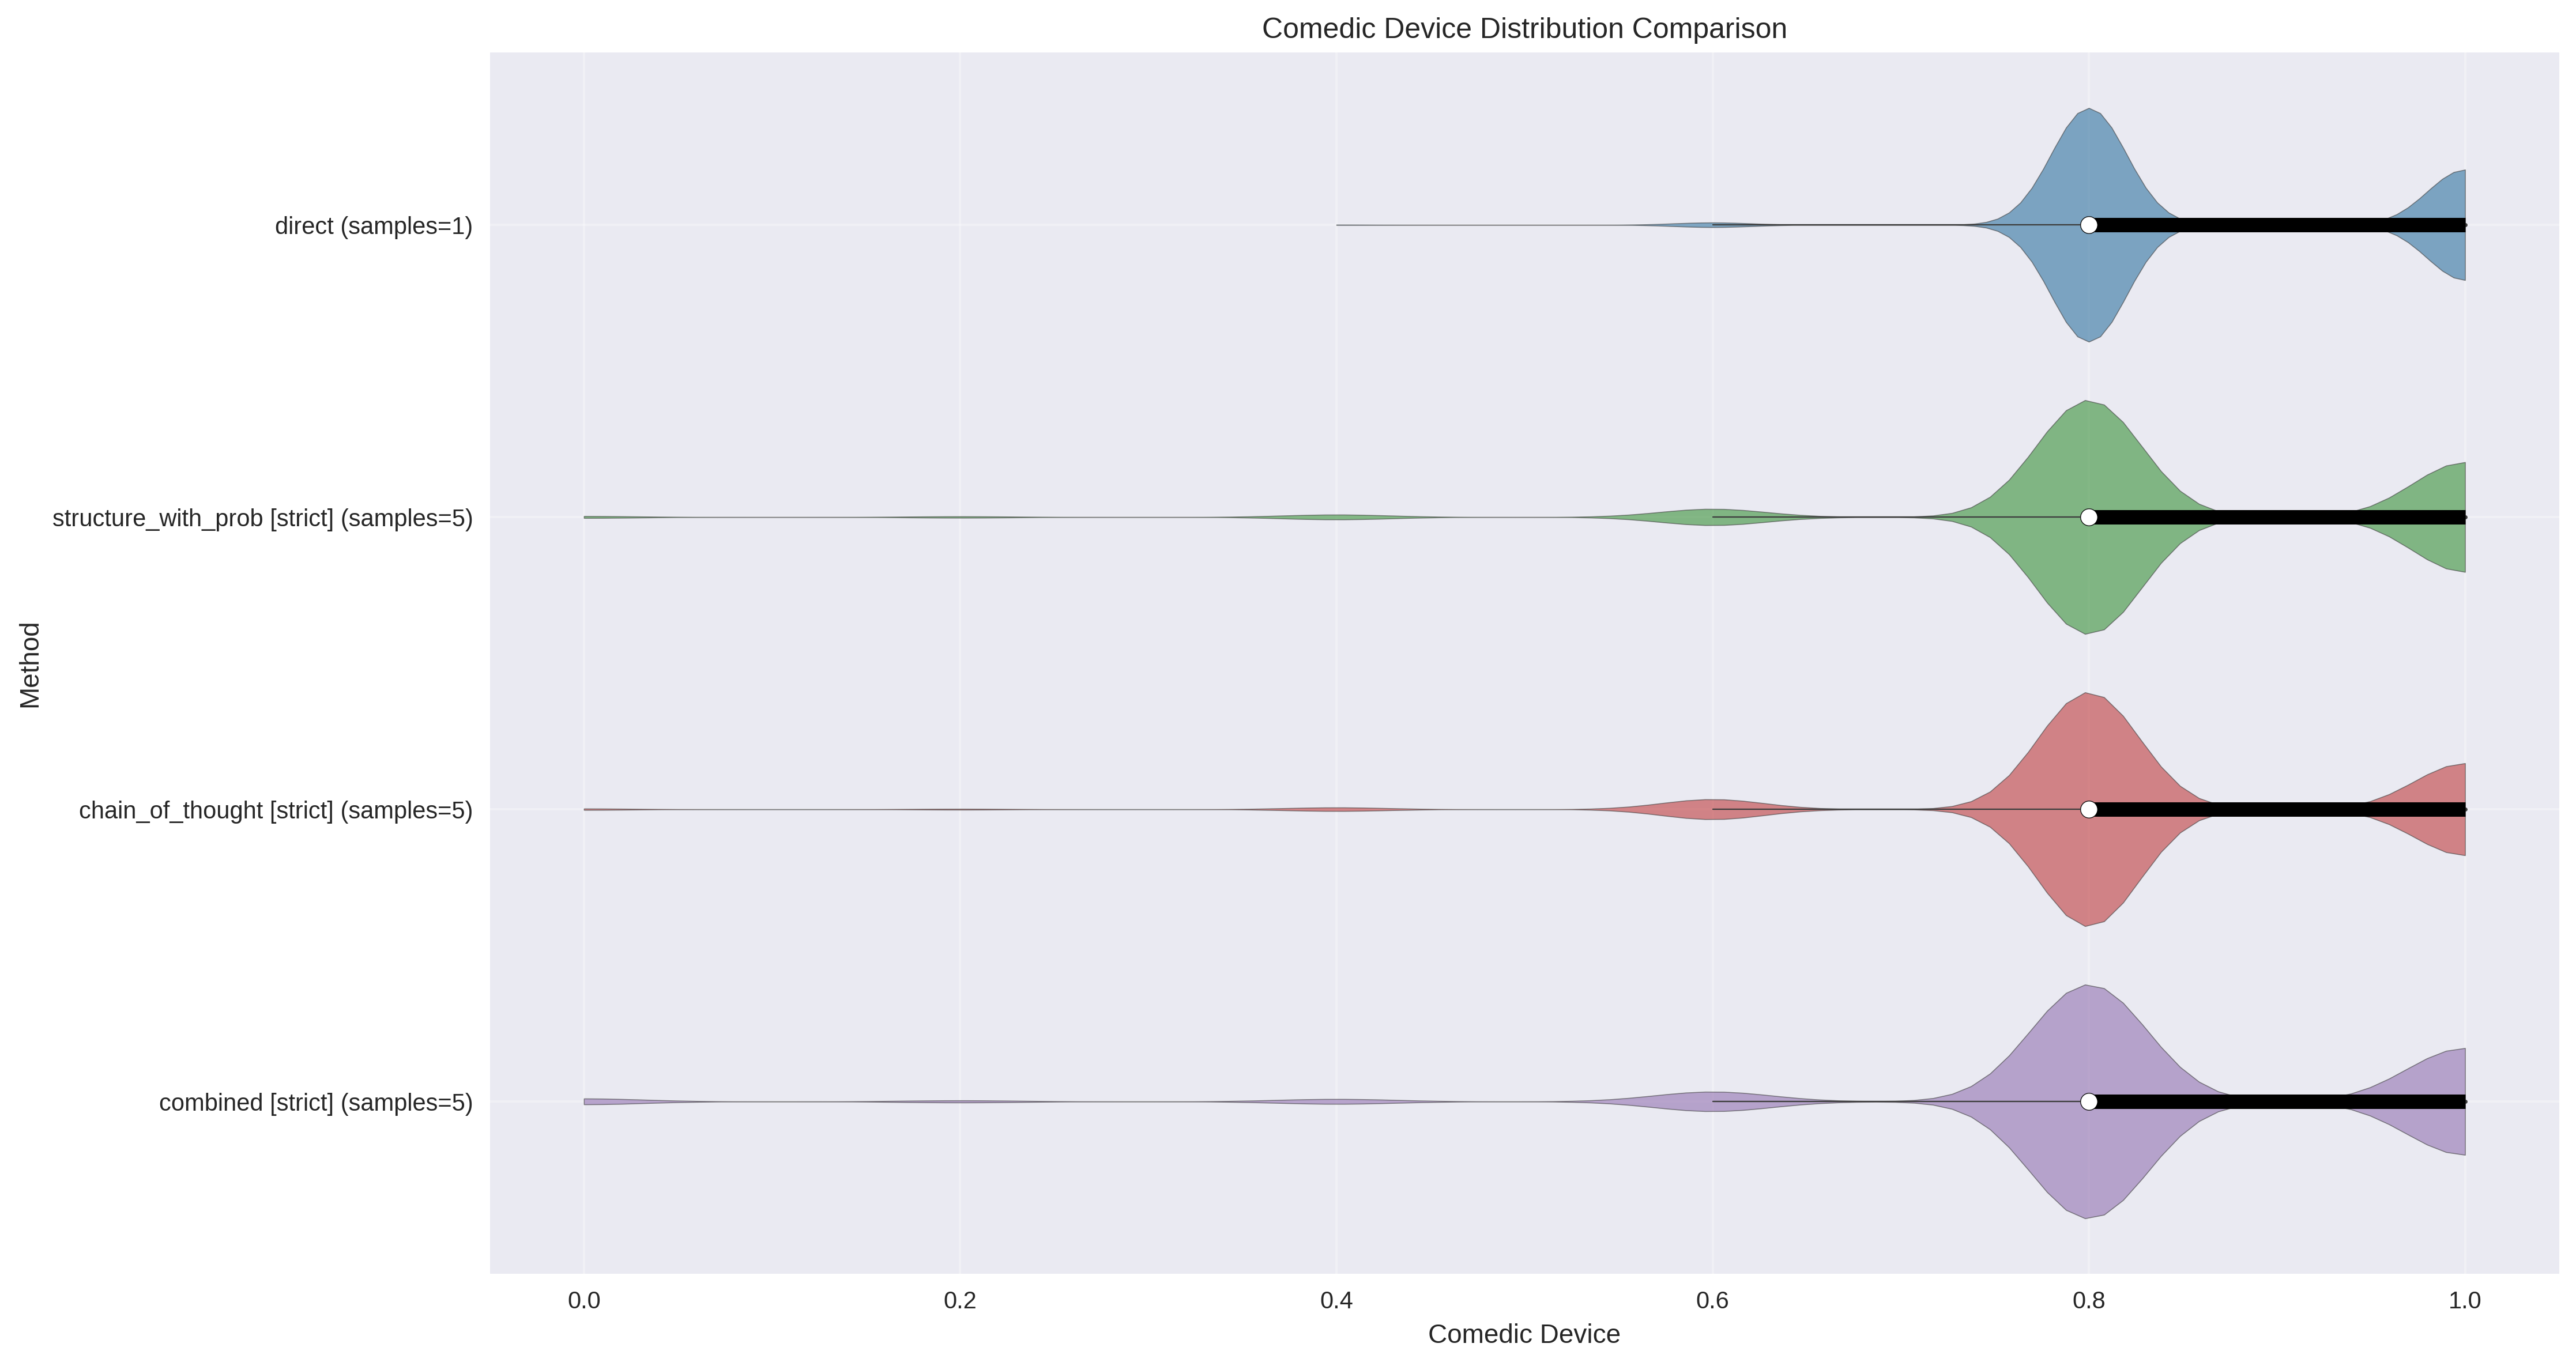 Comedic Device Distribution Comparison
direct (samples=1)
structure_with_prob [strict] (samples=5)
chain_of_thought [strict] (samples=5)
combined [strict] (samples=5)
Method
0.0 0.2 0.4 0.6 0.8 1.0
Comedic Device